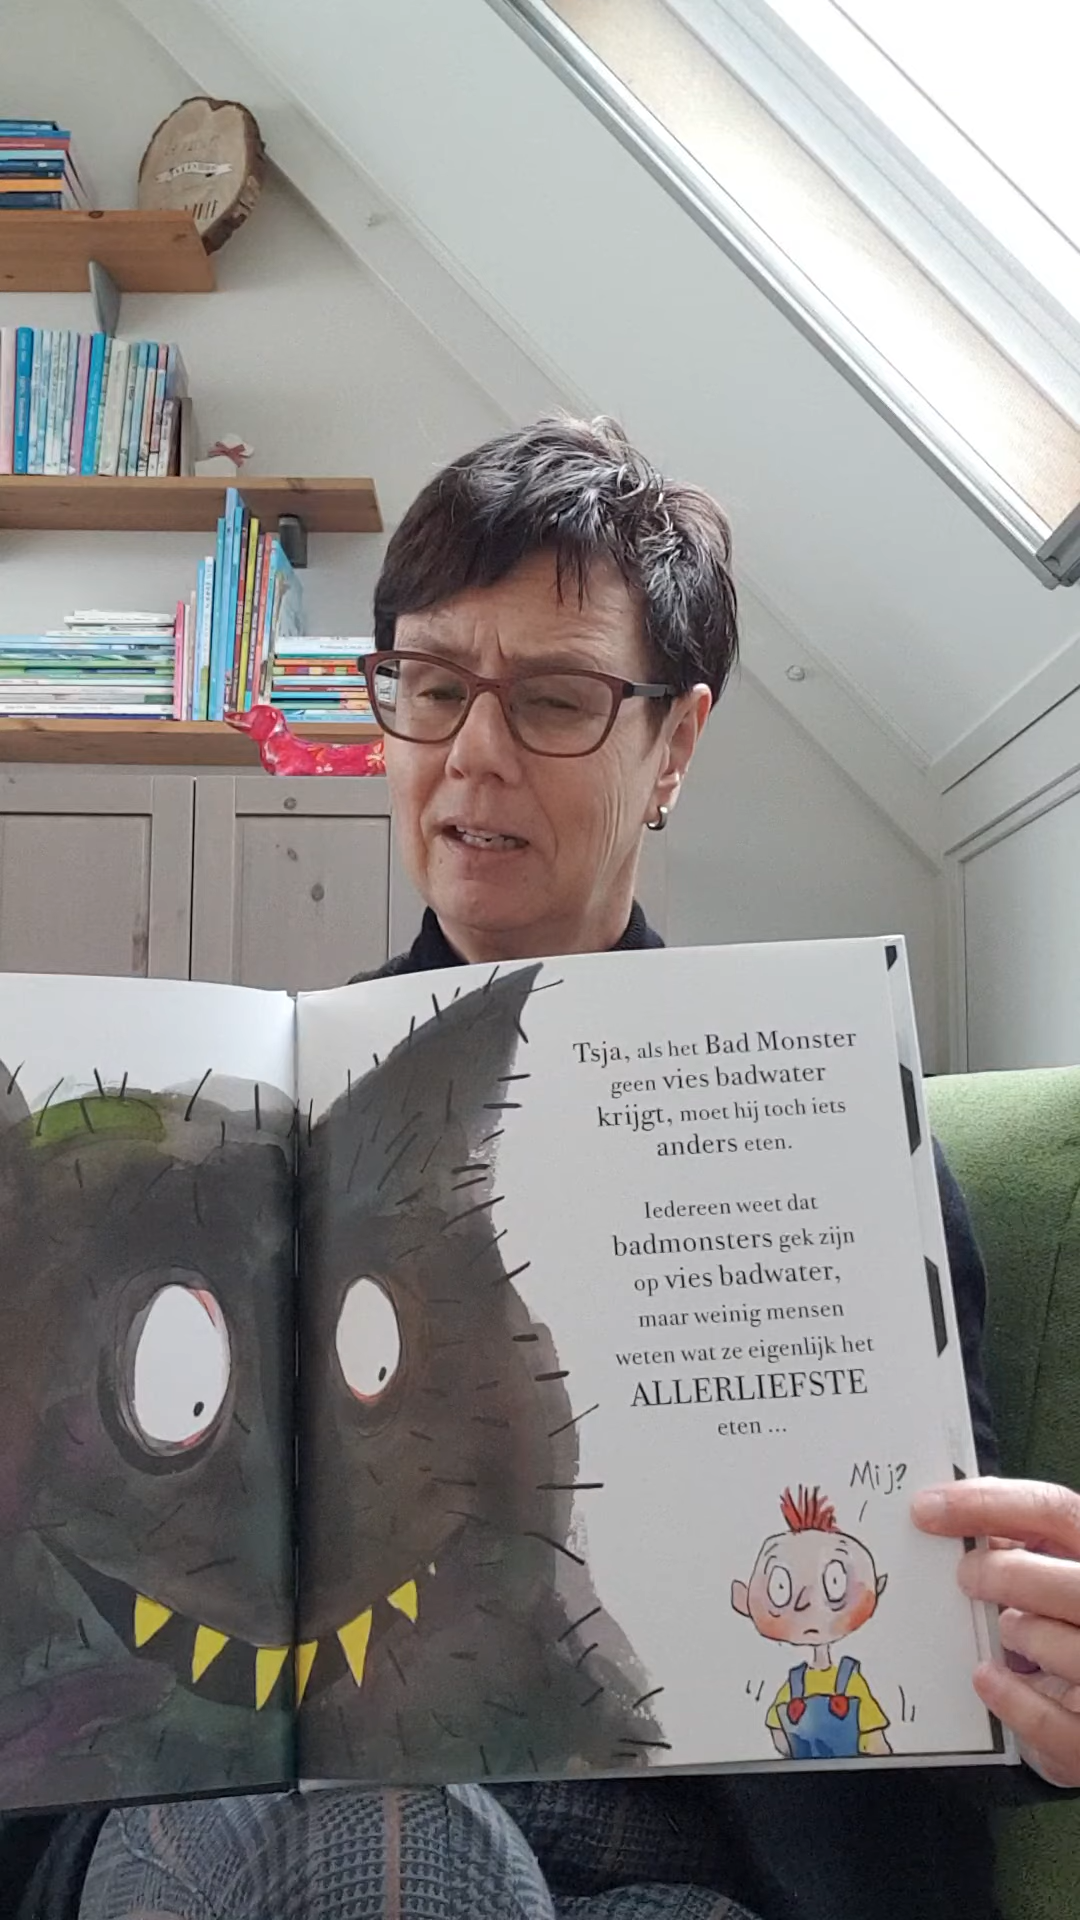 Tsja, als het Bad Monster
geen vies badwater
krijgt, moet hij toch iets
anders eten.
Iedereen weet dat
badmonsters gek zijn
op vies badwater,
maar weinig mensen
weten wat ze eigenlijk het
ALLERLIEFSTE
eten ...
Mij?